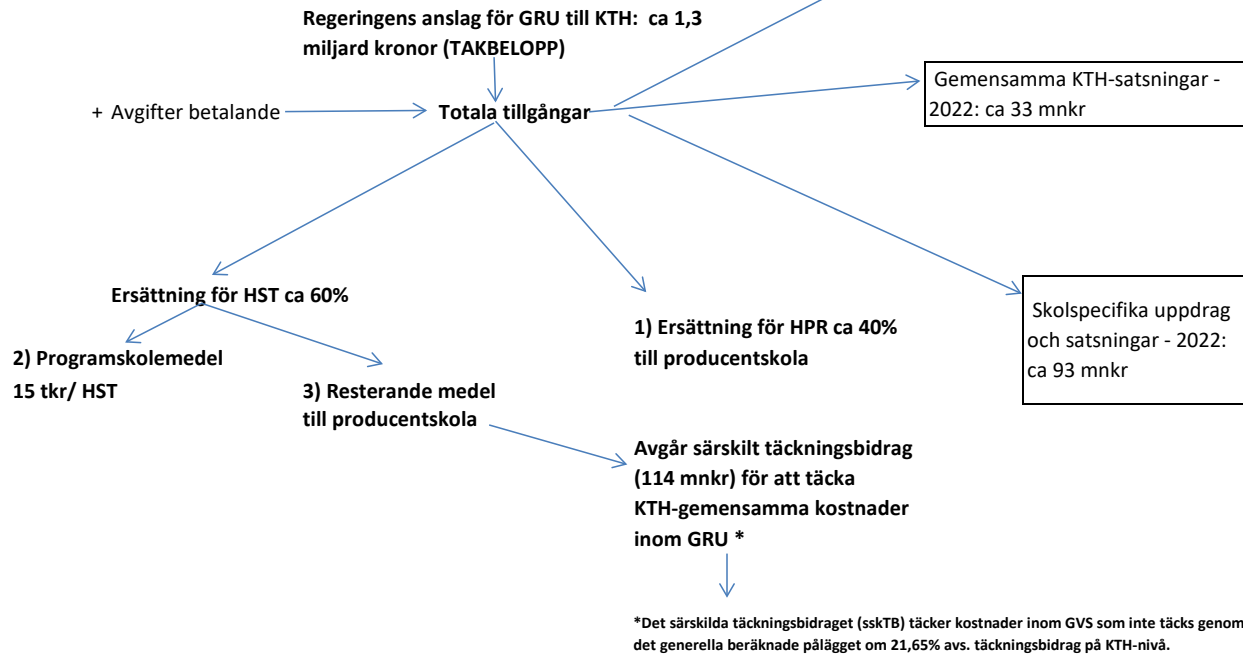 Regeringens anslag för GRU till KTH:  ca 1,3
miljard kronor (TAKBELOPP)
Gemensamma KTH-satsningar -
2022: ca 33 mnkr
+ Avgifter betalande
Totala tillgångar
Ersättning för HST ca 60%
Skolspecifika uppdrag
och satsningar - 2022:
ca 93 mnkr
1) Ersättning för HPR ca 40%
till producentskola
2) Programskolemedel
15 tkr/ HST
3) Resterande medel
till producentskola
Avgår särskilt täckningsbidrag
(114 mnkr) för att täcka
KTH-gemensamma kostnader
inom GRU *
*Det särskilda täckningsbidraget (sskTB) täcker kostnader inom GVS som inte täcks genom
det generella beräknade pålägget om 21,65% avs. täckningsbidrag på KTH-nivå.